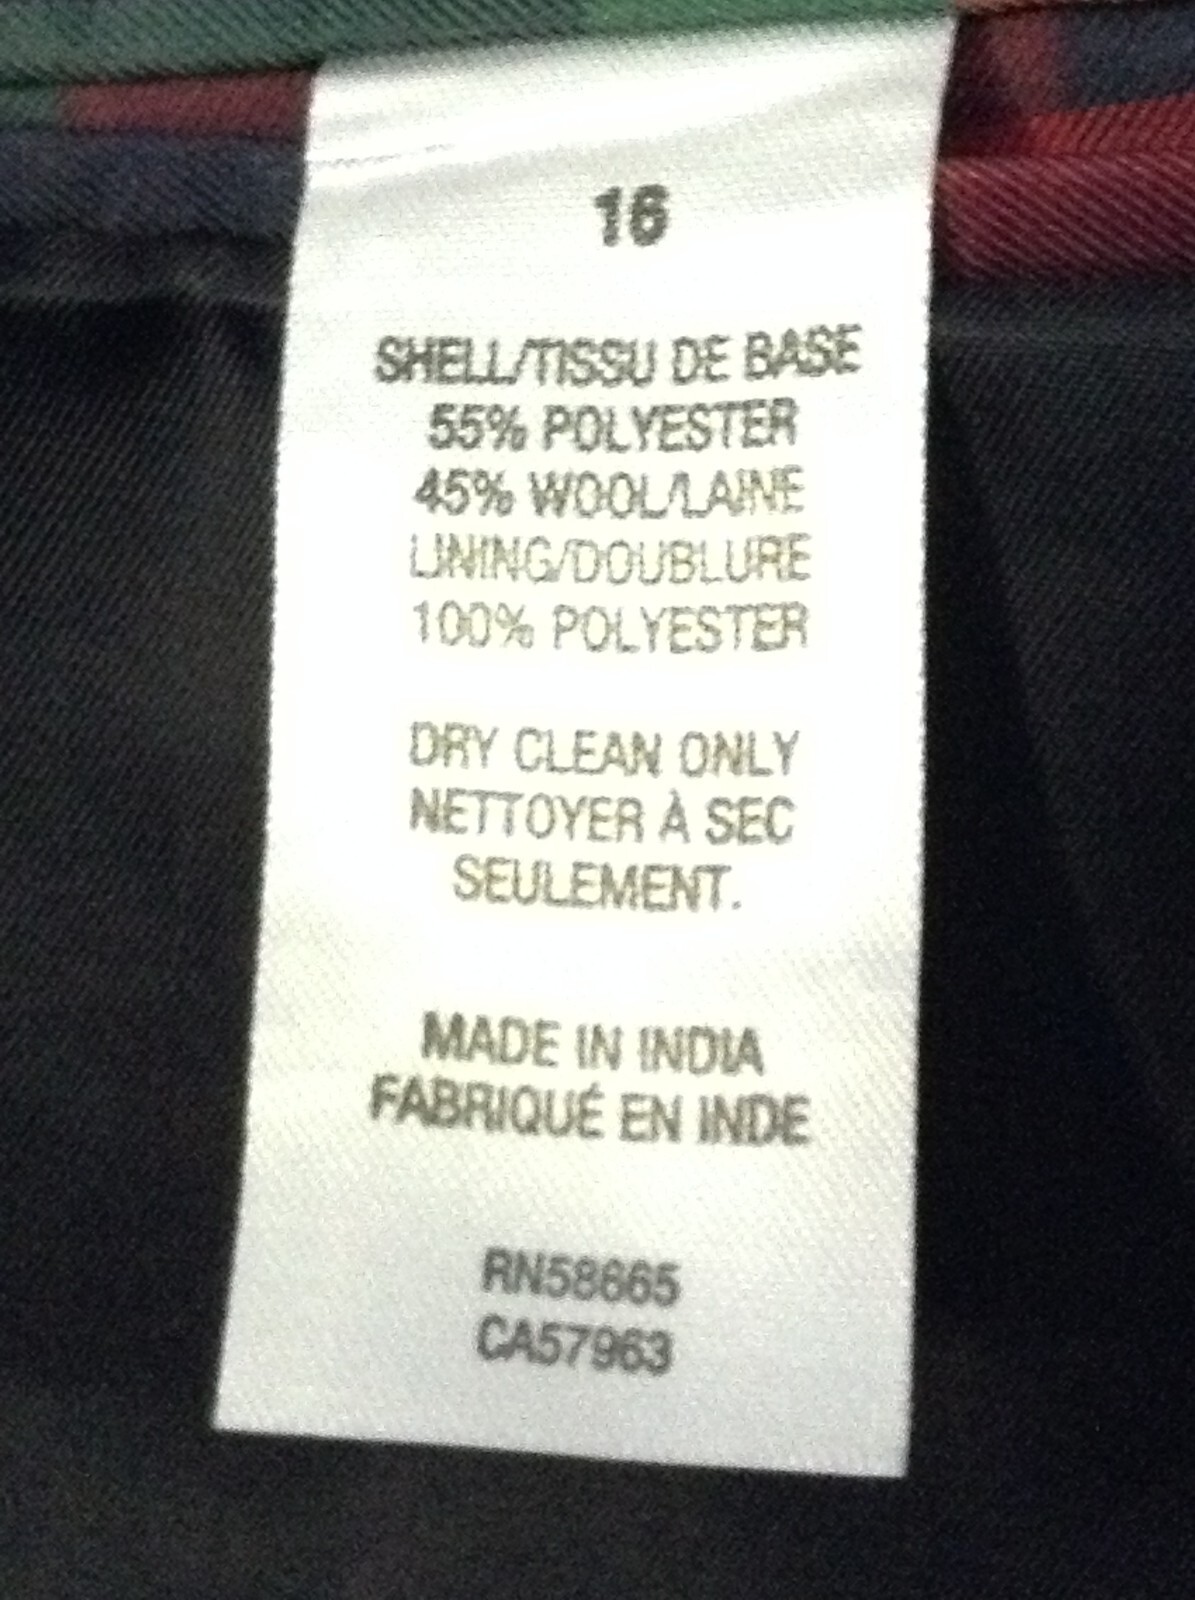 16
SHELL/TISSU DE BASE
55% POLYESTER
45% WOOL/LAINE
LINING/DOUBLURE
100% POLYESTER
DRY CLEAN ONLY
NETTOYER À SEC
SEULEMENT.
MADE IN INDIA
FABRIQUÉ EN INDE
RN58665
CA57963